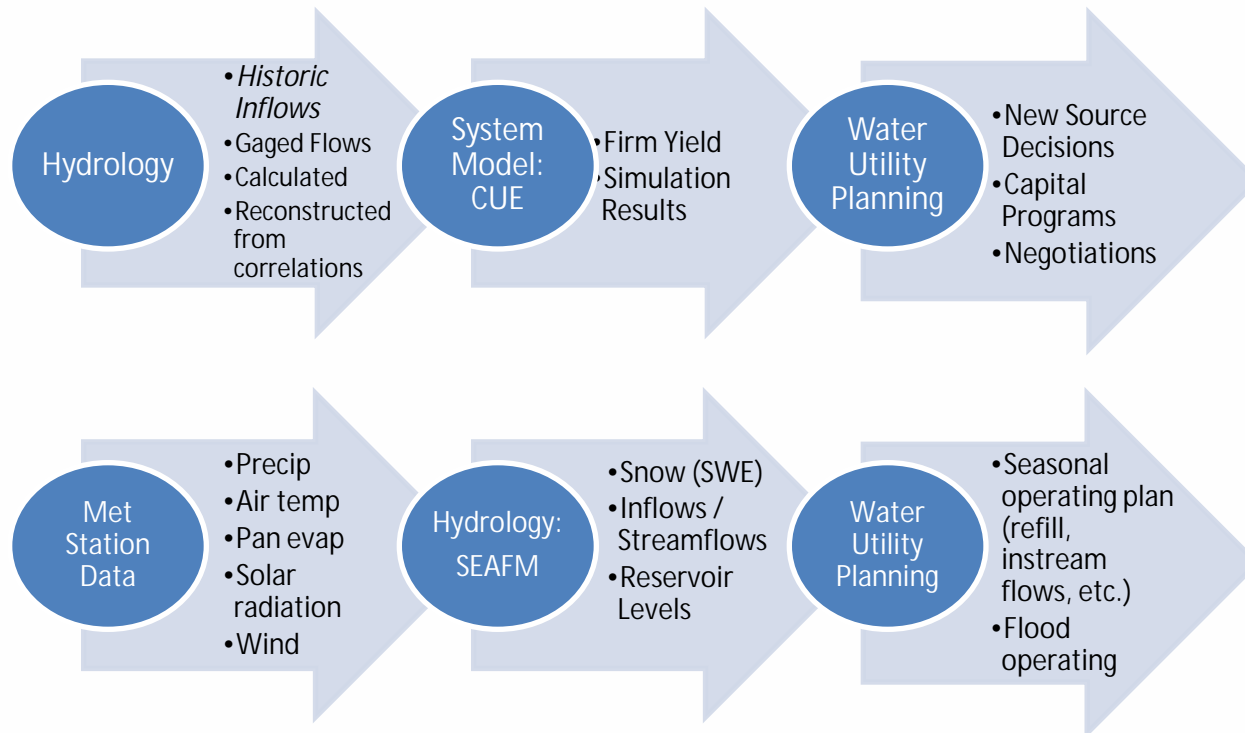 Hydrology
•Historic
Inflows
•Gaged Flows
•Calculated
•Reconstructed
from
correlations
System
Model:
CUE
•Firm Yield
•Simulation
Results
Water
Utility
Planning
•New Source
Decisions
•Capital
Programs
•Negotiations
Met
Station
Data
•Precip
•Air temp
•Pan evap
•Solar
radiation
•Wind
Hydrology:
SEAFM
•Snow (SWE)
•Inflows /
Streamflows
•Reservoir
Levels
Water
Utility
Planning
•Seasonal
operating plan
(refill,
instream
flows, etc.)
•Flood
operating